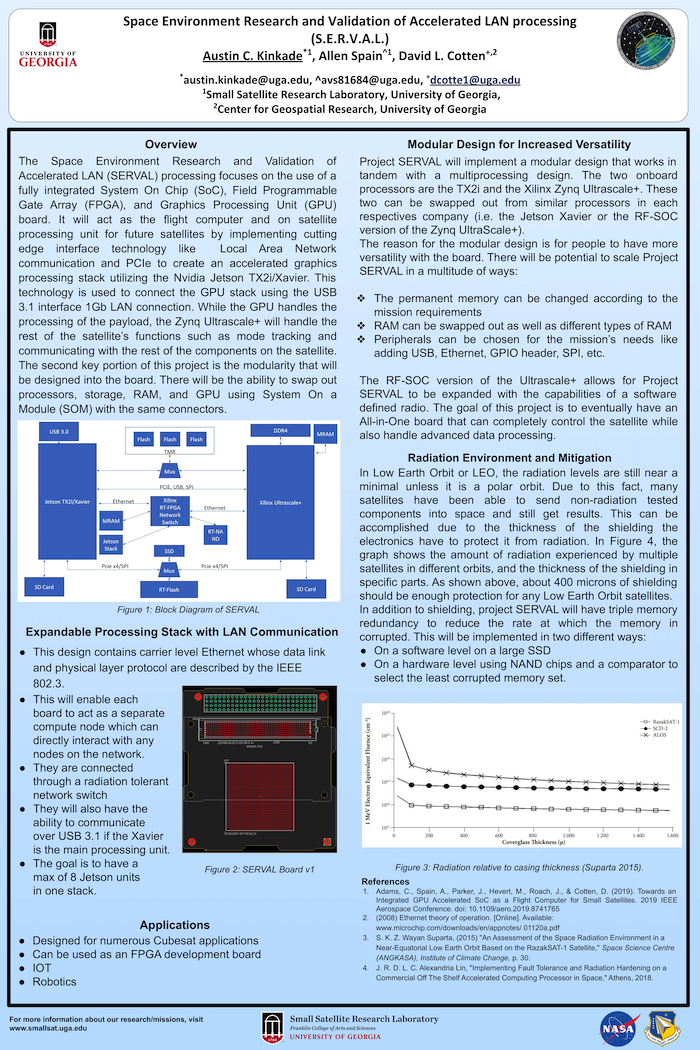 Space Environment Research and Validation of Accelerated LAN processing
(S.E.R.V.A.L.)
Austin C. Kinkade*1, Allen Spain^1, David L. Cotten+,2
*austin.kinkade@uga.edu, ^avs81684@uga.edu, +dcotte1@uga.edu
1Small Satellite Research Laboratory, University of Georgia,
2Center for Geospatial Research, University of Georgia
UNIVERSITY OF
GEORGIA
Overview
The Space Environment Research and Validation of
Accelerated LAN (SERVAL) processing focuses on the use of a
fully integrated System On Chip (SoC), Field Programmable
Gate Array (FPGA), and Graphics Processing Unit (GPU)
board. It will act as the flight computer and on satellite
processing unit for future satellites by implementing cutting
edge interface technology like Local Area Network
communication and PCIe to create an accelerated graphics
processing stack utilizing the Nvidia Jetson TX2i/Xavier. This
technology is used to connect the GPU stack using the USB
3.1 interface 1Gb LAN connection. While the GPU handles the
processing of the payload, the Zynq Ultrascale+ will handle the
rest of the satellite's functions such as mode tracking and
communicating with the rest of the components on the satellite.
The second key portion of this project is the modularity that will
be designed into the board. There will be the ability to swap out
processors, storage, RAM, and GPU using System On a
Module (SOM) with the same connectors.
USB 3.0
Flash
Flash
Flash
DDR4
MRAM
TMR
Mux
PCIE, USB, SPI
Jetson TX2i/Xavier
Ethernet
Xilinx
RT-FPGA
Network
Switch
Ethernet
Xilinx Ultrascale+
MRAM
Jetson
Stack
RT-NA
ND
SSD
Pcie x4/SPI
Mux
Pcie x4/SPI
SD Card
RT-Flash
SD Card
Figure 1: Block Diagram of SERVAL
Expandable Processing Stack with LAN Communication
● This design contains carrier level Ethernet whose data link
and physical layer protocol are described by the IEEE
802.3.
● This will enable each
board to act as a separate
compute node which can
directly interact with any
nodes on the network.
● They are connected
through a radiation tolerant
network switch
● They will also have the
ability to communicate
over USB 3.1 if the Xavier
is the main processing unit.
● The goal is to have a
max of 8 Jetson units
in one stack.
Figure 2: SERVAL Board v1
Applications
● Designed for numerous Cubesat applications
● Can be used as an FPGA development board
● IOT
● Robotics
Modular Design for Increased Versatility
Project SERVAL will implement a modular design that works in
tandem with a multiprocessing design. The two onboard
processors are the TX2i and the Xilinx Zynq Ultrascale+. These
two can be swapped out from similar processors in each
respectives company (i.e. the Jetson Xavier or the RF-SOC
version of the Zynq UltraScale+).
The reason for the modular design is for people to have more
versatility with the board. There will be potential to scale Project
SERVAL in a multitude of ways:
❖ The permanent memory can be changed according to the
mission requirements
❖ RAM can be swapped out as well as different types of RAM
❖ Peripherals can be chosen for the mission's needs like
adding USB, Ethernet, GPIO header, SPI, etc.
The RF-SOC version of the Ultrascale+ allows for Project
SERVAL to be expanded with the capabilities of a software
defined radio. The goal of this project is to eventually have an
All-in-One board that can completely control the satellite while
also handle advanced data processing.
Radiation Environment and Mitigation
In Low Earth Orbit or LEO, the radiation levels are still near a
minimal unless it is a polar orbit. Due to this fact, many
satellites have been able to send non-radiation tested
components into space and still get results. This can be
accomplished due to the thickness of the shielding the
electronics have to protect it from radiation. In Figure 4, the
graph shows the amount of radiation experienced by multiple
satellites in different orbits, and the thickness of the shielding in
specific parts. As shown above, about 400 microns of shielding
should be enough protection for any Low Earth Orbit satellites.
In addition to shielding, project SERVAL will have triple memory
redundancy to reduce the rate at which the memory in
corrupted. This will be implemented in two different ways:
● On a software level on a large SSD
● On a hardware level using NAND chips and a comparator to
select the least corrupted memory set.
1 MeV Electron Equivalent Fluence (cm⁻²)
RazakSAT-1
SCD-2
ALOS
0 200 400 600 800 1.000 1.200 1.400 1.600
Coverglass Thickness (μ)
Figure 3: Radiation relative to casing thickness (Suparta 2015).
References
1. Adams, C., Spain, A., Parker, J., Hevert, M., Roach, J., & Cotten, D. (2019). Towards an
Integrated GPU Accelerated SoC as a Flight Computer for Small Satellites. 2019 IEEE
Aerospace Conference. doi: 10.1109/aero.2019.8741765
2. (2008) Ethernet theory of operation. [Online]. Available:
www.microchip.com/downloads/en/appnotes/ 01120a.pdf
3. S. K. Z. Wayan Suparta, (2015) "An Assessment of the Space Radiation Environment in a
Near-Equatorial Low Earth Orbit Based on the RazakSAT-1 Satellite," Space Science Centre
(ANGKASA), Institute of Climate Change, p. 30.
4. J. R. D. L. C. Alexandria Lin, "Implementing Fault Tolerance and Radiation Hardening on a
Commercial Off The Shelf Accelerated Computing Processor in Space," Athens, 2018.
For more information about our research/missions, visit
www.smallsat.uga.edu
Small Satellite Research Laboratory
Franklin College of Arts and Sciences
UNIVERSITY OF GEORGIA
NASA